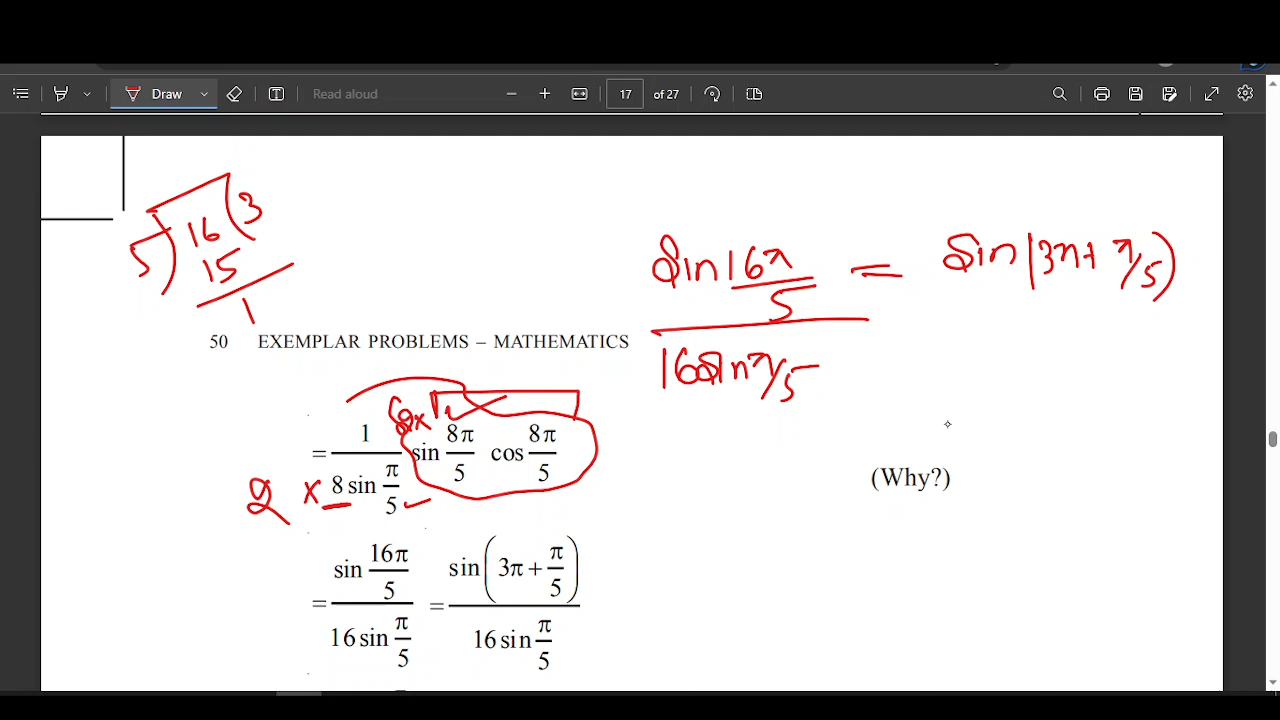 Draw
Read aloud
17 of 27
5) 16 (3
15
1
sin 16π/5 = sin(3π + π/5)
16 sin π/5
50 EXEMPLAR PROBLEMS – MATHEMATICS
2x
= 1/(8 sin π/5) sin 8π/5 cos 8π/5 (Why?)
2 x
= (sin 16π/5)/(16 sin π/5) = (sin(3π + π/5))/(16 sin π/5)